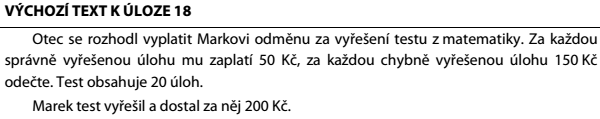 VÝCHOZÍ TEXT K ÚLOZE 18
Otec se rozhodl vyplatit Markovi odměnu za vyřešení testu z matematiky. Za každou
správně vyřešenou úlohu mu zaplatí 50 Kč, za každou chybně vyřešenou úlohu 150 Kč
odečte. Test obsahuje 20 úloh.
Marek test vyřešil a dostal za něj 200 Kč.